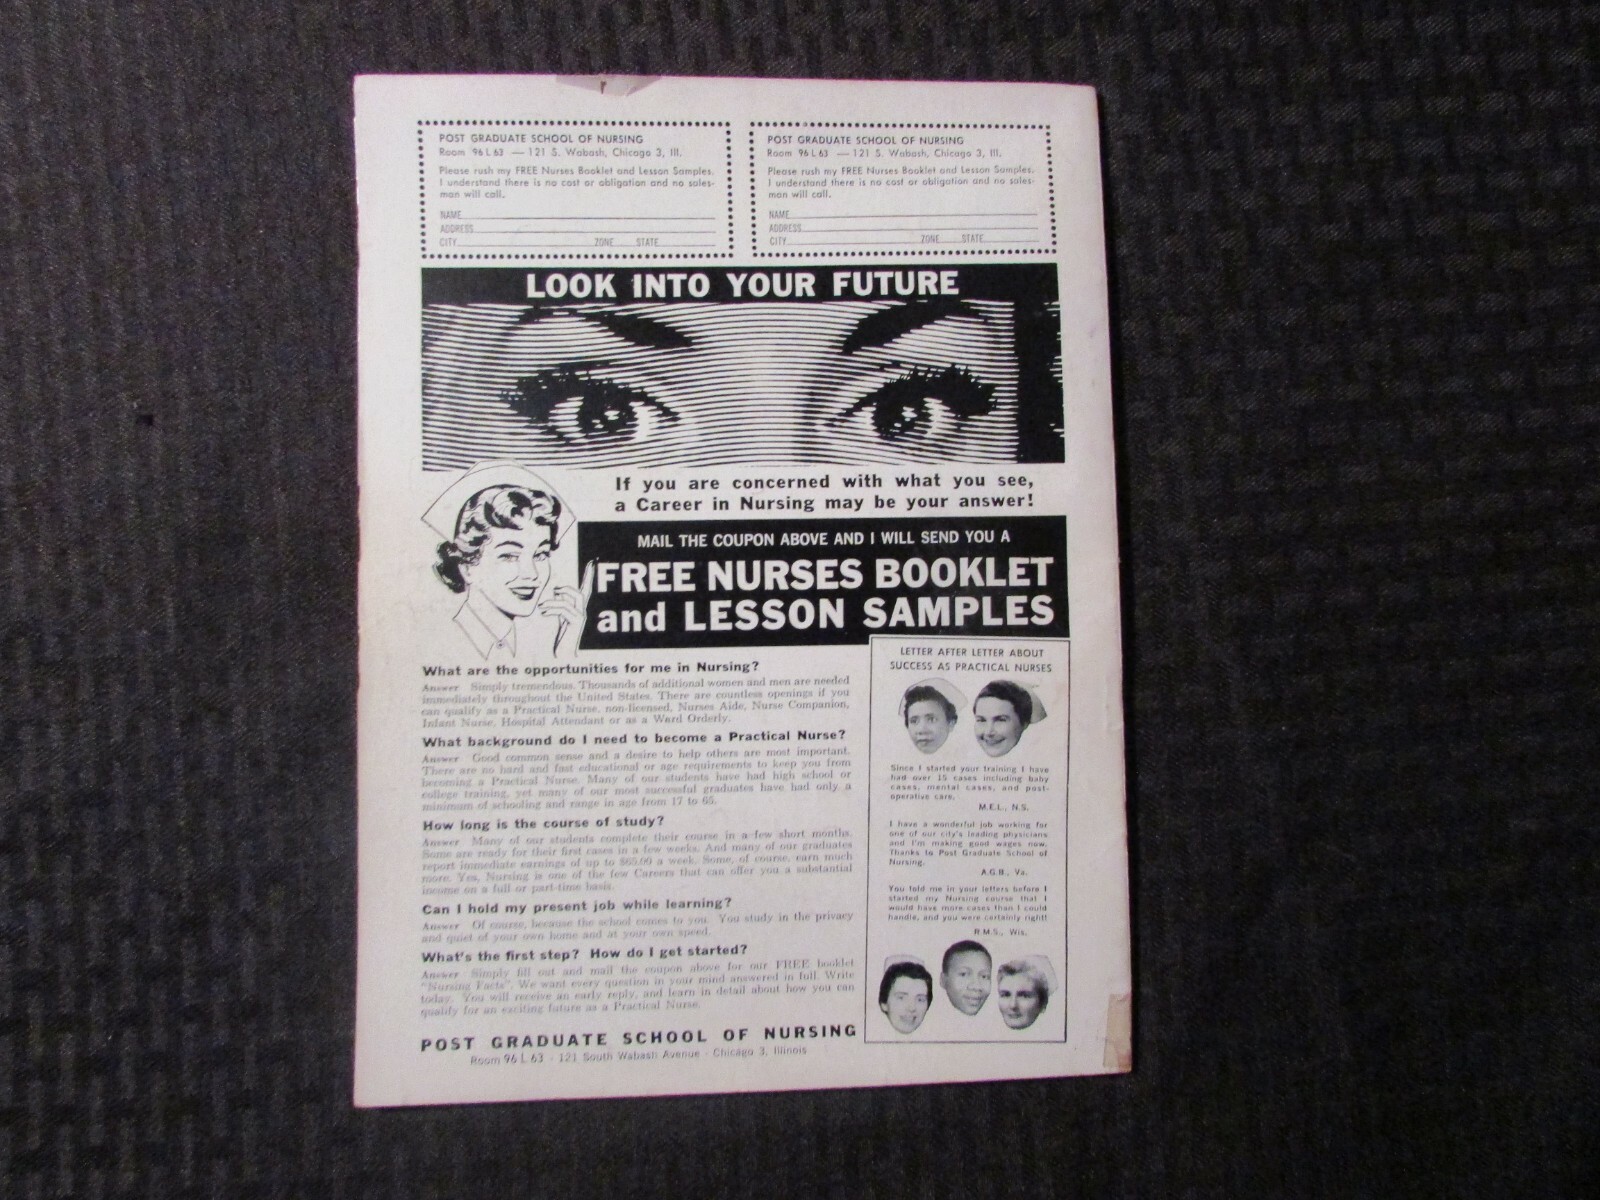 POST GRADUATE SCHOOL OF NURSING
Room 96 L 63 — 121 S. Wabash, Chicago 3, Ill.
Please rush my FREE Nurses Booklet and Lesson Samples.
I understand there is no cost or obligation and no sales-
man will call.
NAME
ADDRESS
CITY ZONE STATE
POST GRADUATE SCHOOL OF NURSING
Room 96 L 63 — 121 S. Wabash, Chicago 3, Ill.
Please rush my FREE Nurses Booklet and Lesson Samples.
I understand there is no cost or obligation and no sales-
man will call.
NAME
ADDRESS
CITY ZONE STATE
LOOK INTO YOUR FUTURE
If you are concerned with what you see,
a Career in Nursing may be your answer!
MAIL THE COUPON ABOVE AND I WILL SEND YOU A
FREE NURSES BOOKLET
and LESSON SAMPLES
What are the opportunities for me in Nursing?
Answer Simply tremendous. Thousands of additional women and men are needed
immediately throughout the United States. There are countless openings if you
can qualify as a Practical Nurse, non-licensed, Nurses Aide, Nurse Companion,
Infant Nurse, Hospital Attendant or as a Ward Orderly.
What background do I need to become a Practical Nurse?
Answer Good common sense and a desire to help others are most important.
There are no hard and fast educational or age requirements to keep you from
becoming a Practical Nurse. Many of our students have had high school or
college training, yet many of our most successful graduates have had only a
minimum of schooling and range in age from 17 to 65.
How long is the course of study?
Answer Many of our students complete their course in a few short months.
Some are ready for their first cases in a few weeks. And many of our graduates
report immediate earnings of up to $65.00 a week. Some, of course, earn much
more. Yes, Nursing is one of the few Careers that can offer you a substantial
income on a full or part-time basis.
Can I hold my present job while learning?
Answer Of course, because the school comes to you. You study in the privacy
and quiet of your own home and at your own speed.
What's the first step? How do I get started?
Answer Simply fill out and mail the coupon above for our FREE booklet
"Nursing Facts". We want every question in your mind answered in full. Write
today. You will receive an early reply, and learn in detail about how you can
qualify for an exciting future as a Practical Nurse.
POST GRADUATE SCHOOL OF NURSING
Room 96 L 63 - 121 South Wabash Avenue - Chicago 3, Illinois
LETTER AFTER LETTER ABOUT
SUCCESS AS PRACTICAL NURSES
Since I started your training I have
had over 15 cases including baby
cases, mental cases, and post-
operative care.
M.E.L., N.S.
I have a wonderful job working for
one of our city's leading physicians
and I'm making good wages now.
Thanks to Post Graduate School of
Nursing.
A.G.B., Va.
You told me in your letters before I
started my Nursing course that I
would have more cases than I could
handle, and you were certainly right!
R.M.S., Wis.